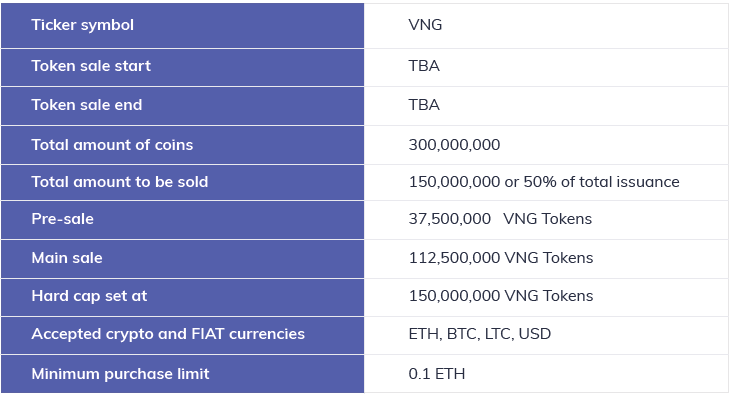 Ticker symbol VNG
Token sale start TBA
Token sale end TBA
Total amount of coins 300,000,000
Total amount to be sold 150,000,000 or 50% of total issuance
Pre-sale 37,500,000 VNG Tokens
Main sale 112,500,000 VNG Tokens
Hard cap set at 150,000,000 VNG Tokens
Accepted crypto and FIAT currencies ETH, BTC, LTC, USD
Minimum purchase limit 0.1 ETH